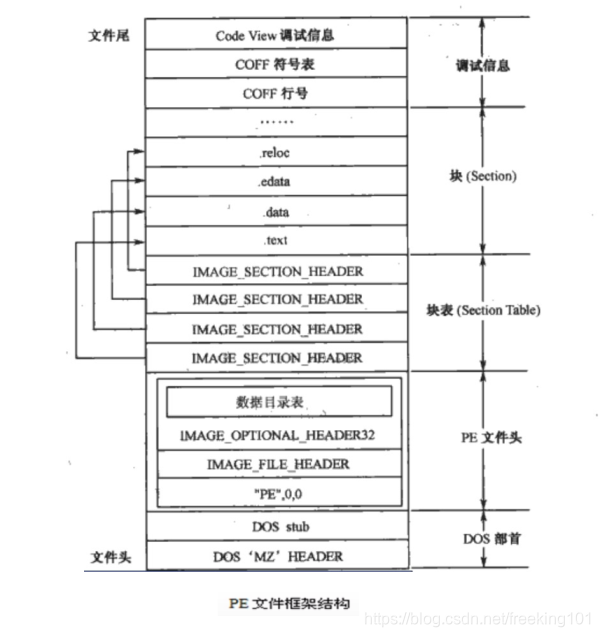 文件尾
Code View 调试信息
COFF 符号表
COFF 行号
调试信息
......
.reloc
.edata
.data
.text
块 (Section)
IMAGE_SECTION_HEADER
IMAGE_SECTION_HEADER
IMAGE_SECTION_HEADER
IMAGE_SECTION_HEADER
块表 (Section Table)
数据目录表
IMAGE_OPTIONAL_HEADER32
IMAGE_FILE_HEADER
"PE",0,0
PE 文件头
DOS stub
DOS 'MZ' HEADER
DOS 部首
文件头
PE 文件框架结构
https://blog.csdn.net/freeking101